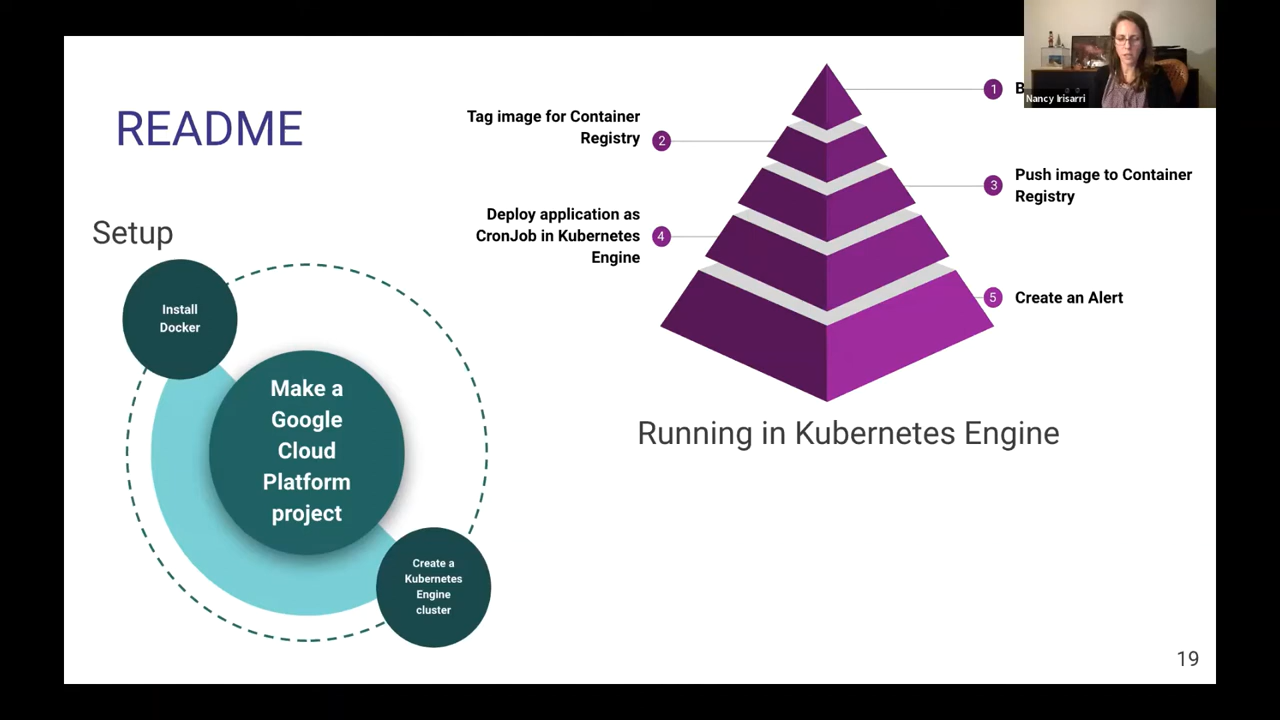 README
Setup
Install
Docker
Make a
Google
Cloud
Platform
project
Create a
Kubernetes
Engine
cluster
1
B
2
Tag image for Container
Registry
3
Push image to Container
Registry
4
Deploy application as
CronJob in Kubernetes
Engine
5
Create an Alert
Running in Kubernetes Engine
Nancy Irisarri
19